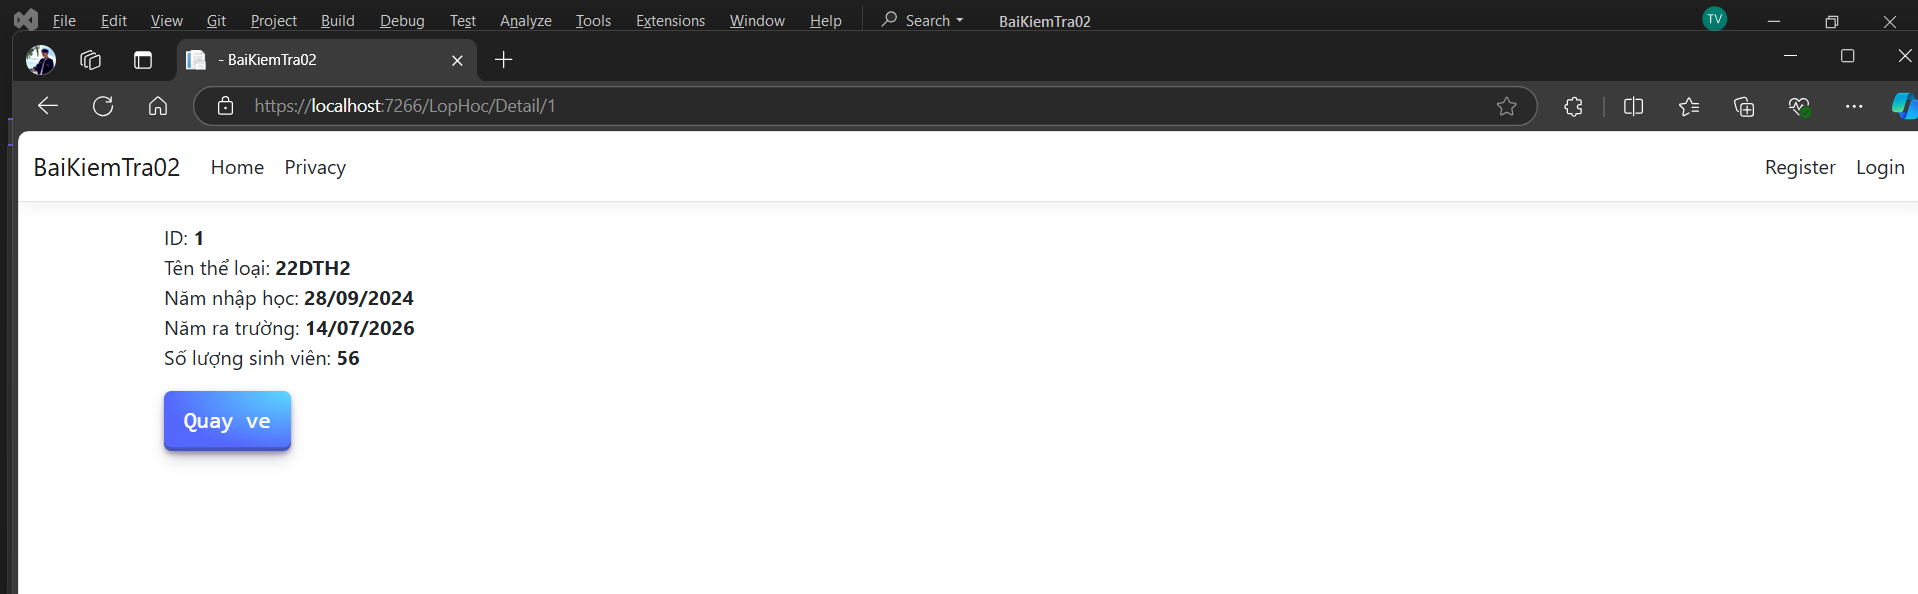 File Edit View Git Project Build Debug Test Analyze Tools Extensions Window Help Search BaiKiemTra02 TV
- BaiKiemTra02
https://localhost:7266/LopHoc/Detail/1
BaiKiemTra02 Home Privacy Register Login
ID: 1
Tên thể loại: 22DTH2
Năm nhập học: 28/09/2024
Năm ra trường: 14/07/2026
Số lượng sinh viên: 56
Quay ve